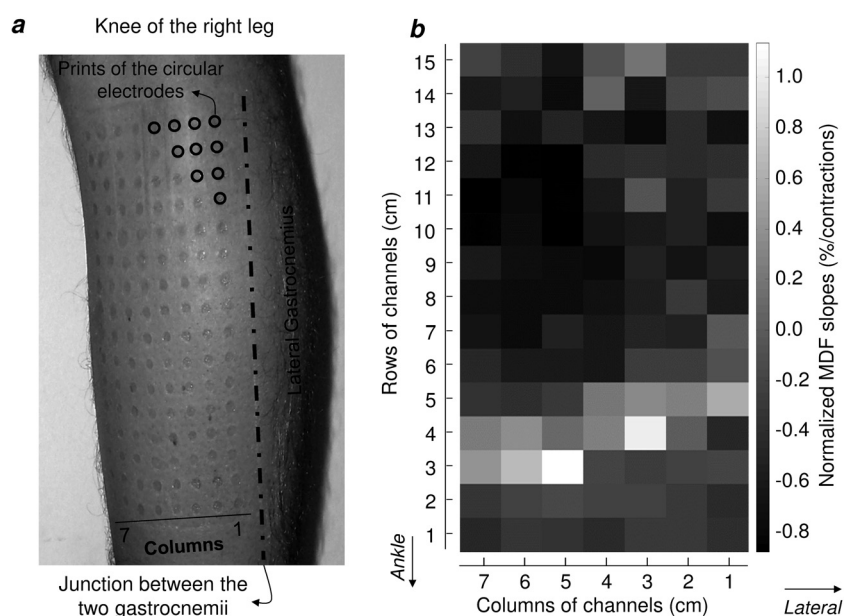 a
Knee of the right leg
Prints of the circular
electrodes
Lateral Gastrocnemius
7
1
Columns
Junction between the
two gastrocnemii
b
Rows of channels (cm)
15
14
13
12
11
10
9
8
7
6
5
4
3
2
1
Ankle
7 6 5 4 3 2 1
Columns of channels (cm)
Lateral
1.0
0.8
0.6
0.4
0.2
0.0
-0.2
-0.4
-0.6
-0.8
Normalized MDF slopes (%/contractions)